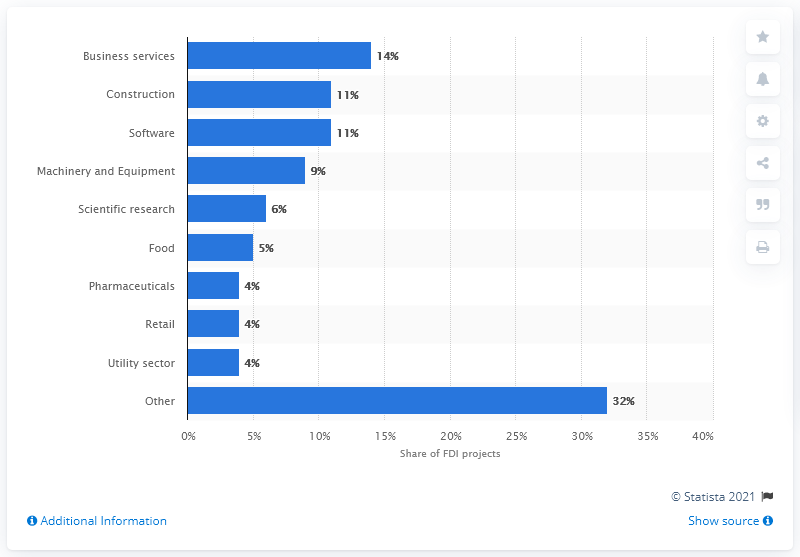 Business services 14%
Construction 11%
Software 11%
Machinery and Equipment 9%
Scientific research 6%
Food 5%
Pharmaceuticals 4%
Retail 4%
Utility sector 4%
Other 32%
0% 5% 10% 15% 20% 25% 30% 35% 40%
Share of FDI projects
© Statista 2021
Additional Information Show source